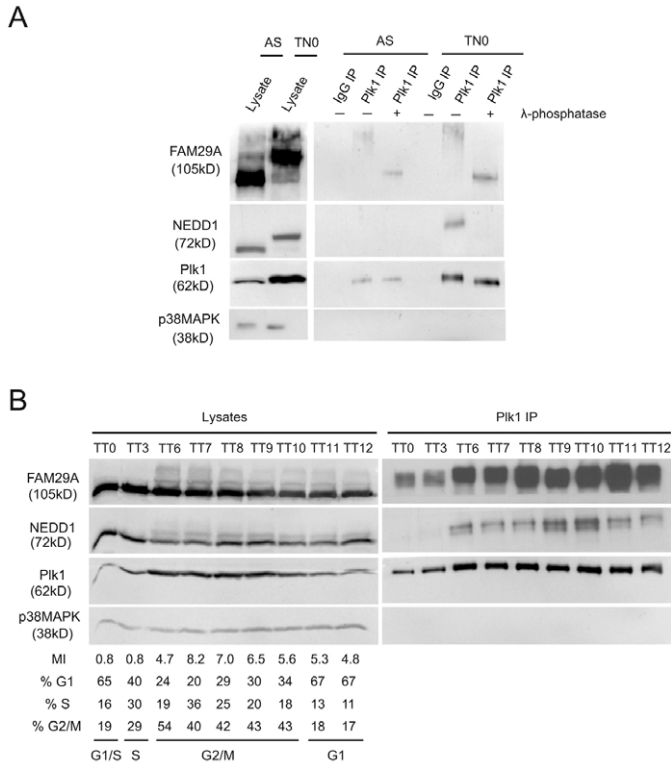 A
AS TN0 AS TN0
Lysate Lysate IgG IP Plk1 IP Plk1 IP IgG IP Plk1 IP Plk1 IP
– – + – – + λ-phosphatase
FAM29A
(105kD)
NEDD1
(72kD)
Plk1
(62kD)
p38MAPK
(38kD)
B
Lysates Plk1 IP
TT0 TT3 TT6 TT7 TT8 TT9 TT10 TT11 TT12 TT0 TT3 TT6 TT7 TT8 TT9 TT10 TT11 TT12
FAM29A
(105kD)
NEDD1
(72kD)
Plk1
(62kD)
p38MAPK
(38kD)
MI 0.8 0.8 4.7 8.2 7.0 6.5 5.6 5.3 4.8
% G1 65 40 24 20 29 30 34 67 67
% S 16 30 19 36 25 20 18 13 11
% G2/M 19 29 54 40 42 43 43 18 17
G1/S S G2/M G1